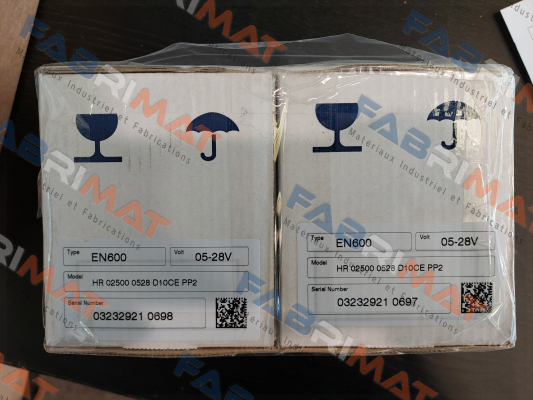 Type EN600 Volt 05-28V
Model HR 02500 0528 D10CE PP2
Serial Number
03232921 0698
Type EN600 Volt 05-28V
Model HR 02500 0528 D10CE PP2
Serial Number
03232921 0697
FABRIMAT
Matériaux Industriel et Fabrications